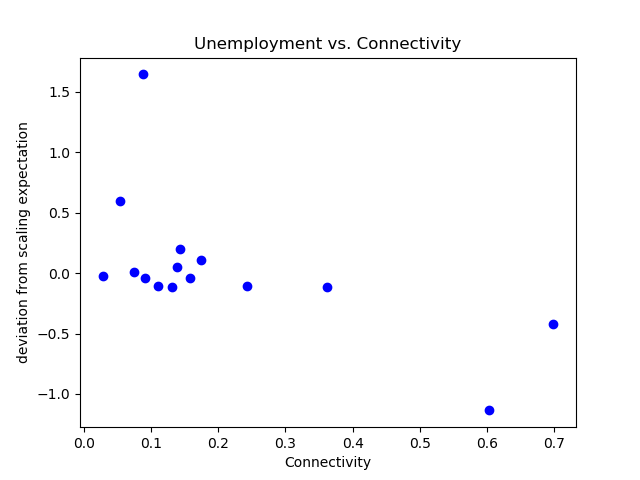 Unemployment vs. Connectivity
deviation from scaling expectation
1.5
1.0
0.5
0.0
−0.5
−1.0
0.0 0.1 0.2 0.3 0.4 0.5 0.6 0.7
Connectivity